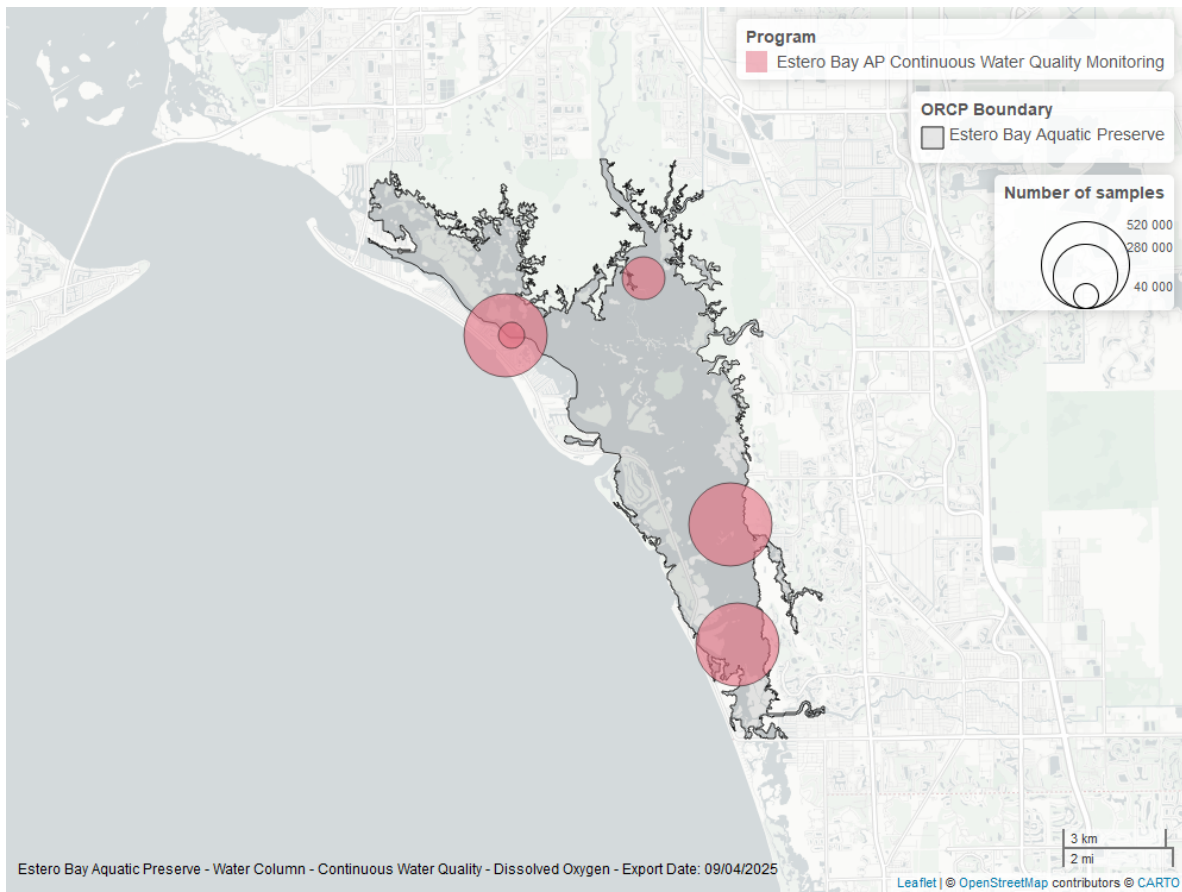 Program
Estero Bay AP Continuous Water Quality Monitoring
ORCP Boundary
Estero Bay Aquatic Preserve
Number of samples
520 000
280 000
40 000
3 km
2 mi
Estero Bay Aquatic Preserve - Water Column - Continuous Water Quality - Dissolved Oxygen - Export Date: 09/04/2025
Leaflet | © OpenStreetMap contributors © CARTO